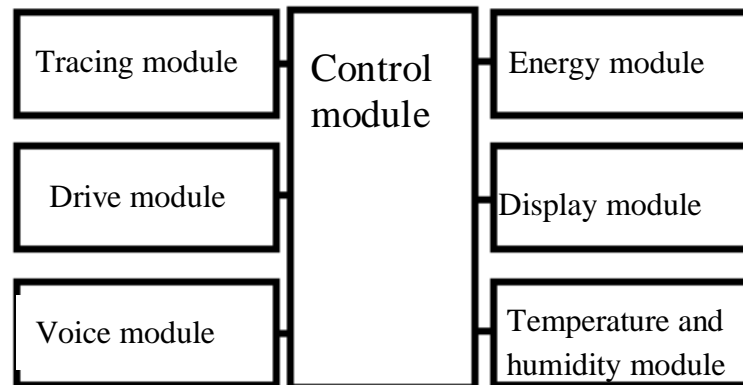 Tracing module
Control
module
Energy module
Drive module
Display module
Voice module
Temperature and
humidity module